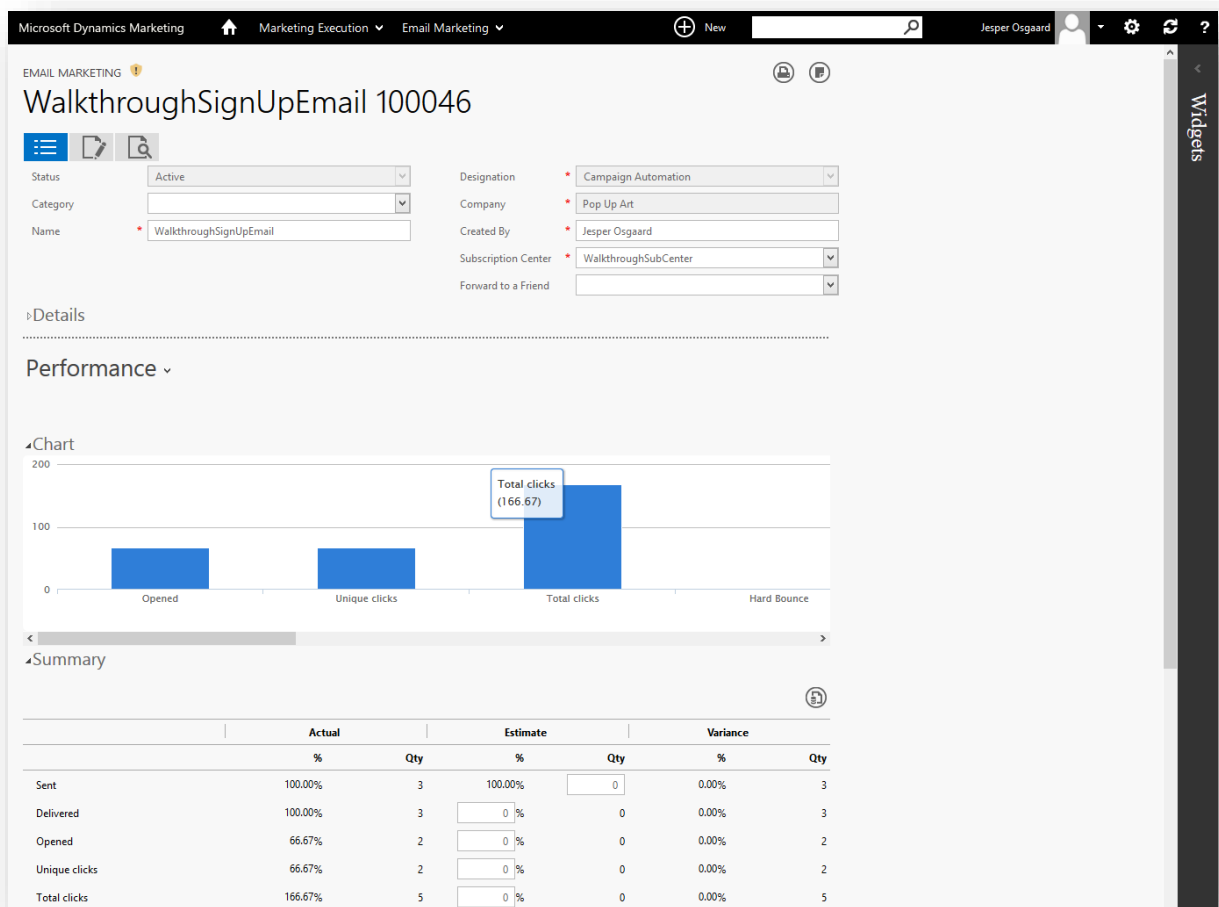 Microsoft Dynamics Marketing Marketing Execution Email Marketing New Jesper Osgaard ?
Widgets
EMAIL MARKETING
WalkthroughSignUpEmail 100046
Status Active Designation * Campaign Automation
Category Company * Pop Up Art
Name * WalkthroughSignUpEmail Created By * Jesper Osgaard
Subscription Center * WalkthroughSubCenter
Forward to a Friend
Details
Performance
Chart
200
Total clicks
(166.67)
100
0
Opened Unique clicks Total clicks Hard Bounce
Summary
Actual Estimate Variance
% Qty % Qty % Qty
Sent 100.00% 3 100.00% 0 0.00% 3
Delivered 100.00% 3 0 % 0 0.00% 3
Opened 66.67% 2 0 % 0 0.00% 2
Unique clicks 66.67% 2 0 % 0 0.00% 2
Total clicks 166.67% 5 0 % 0 0.00% 5